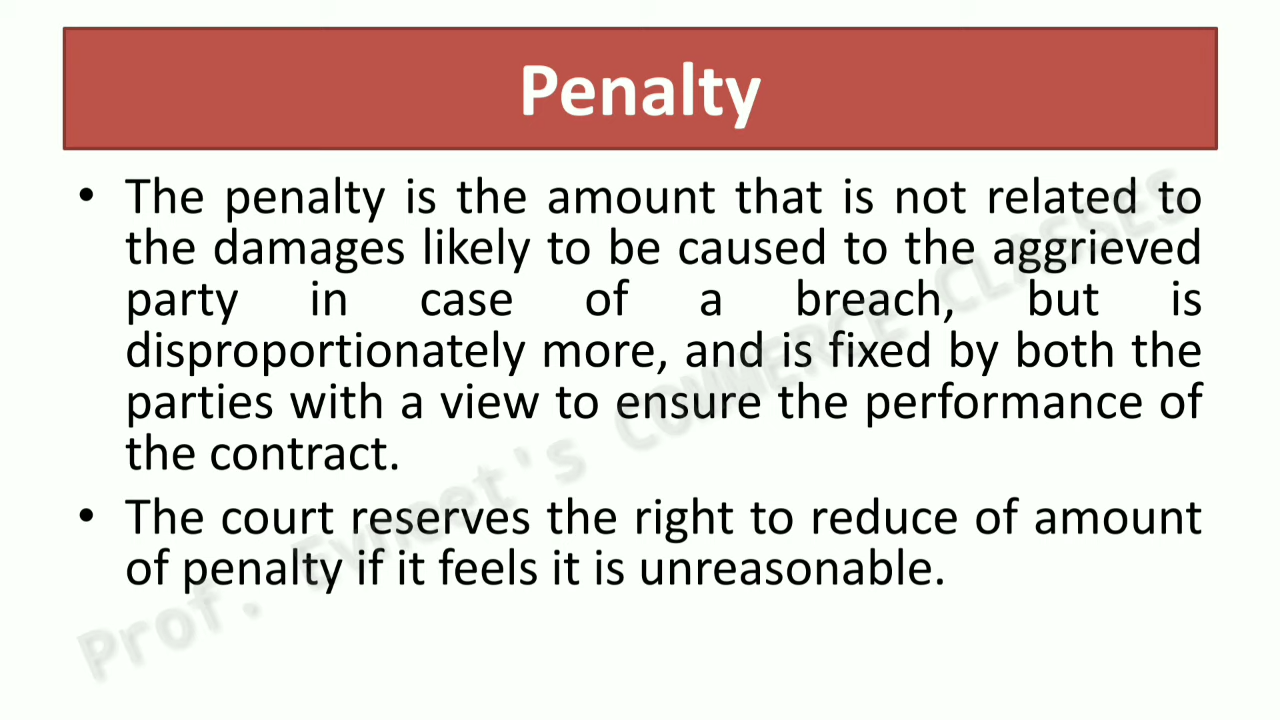 Penalty
• The penalty is the amount that is not related to
the damages likely to be caused to the aggrieved
party in case of a breach, but is
disproportionately more, and is fixed by both the
parties with a view to ensure the performance of
the contract.
• The court reserves the right to reduce of amount
of penalty if it feels it is unreasonable.
Prof. COMMERCE CLASSES